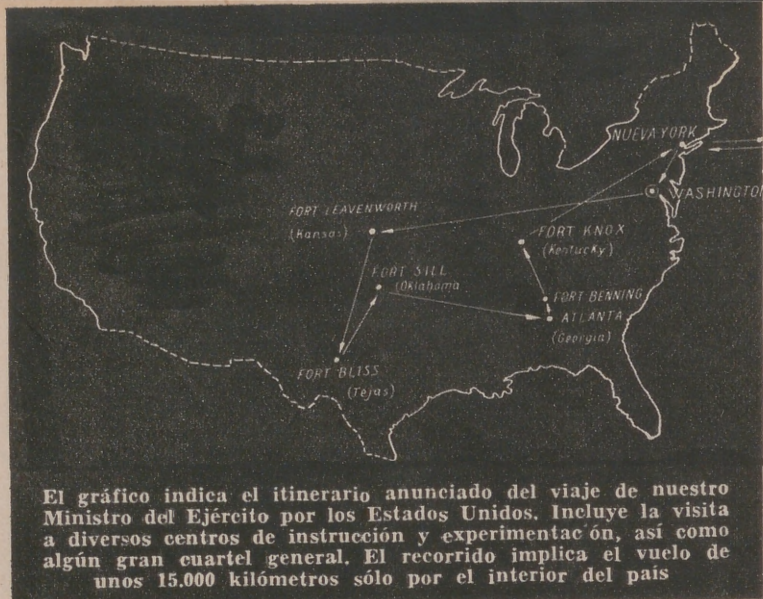 NUEVA YORK
WASHINGTON
FORT LEAVENWORTH
(Kansas)
FORT KNOX
(Kentucky)
FORT SILL
(Oklahoma
FORT BENNING
ATLANTA
(Georgia)
FORT BLISS
(Tejas)
El gráfico indica el itinerario anunciado del viaje de nuestro
Ministro del Ejército por los Estados Unidos. Incluye la visita
a diversos centros de instrucción y experimentac ón, así como
algún gran cuartel general. El recorrido implica el vuelo de
unos 15.000 kilómetros sólo por el interior del país